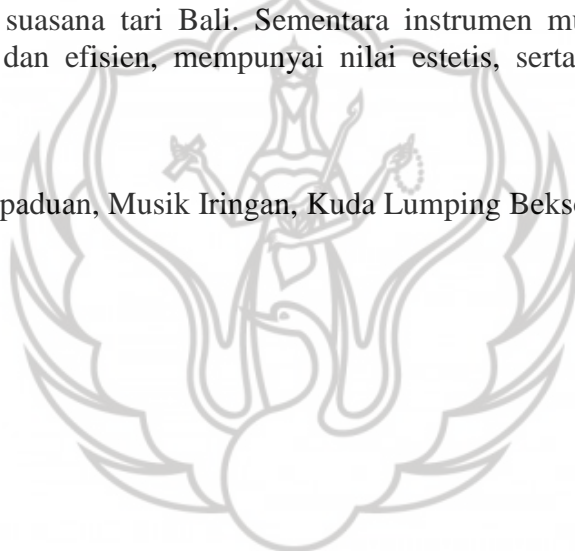 suasana tari Bali. Sementara instrumen mu
dan efisien, mempunyai nilai estetis, serta
paduan, Musik Iringan, Kuda Lumping Bekso